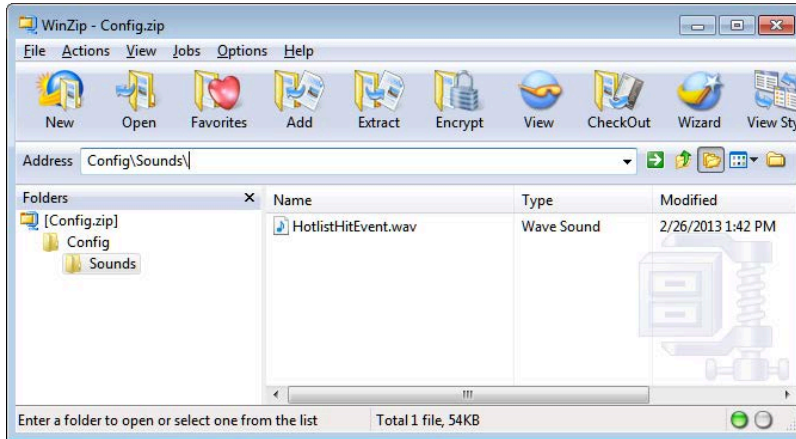 WinZip - Config.zip
File Actions View Jobs Options Help
New Open Favorites Add Extract Encrypt View CheckOut Wizard View Sty
Address Config\Sounds\
Folders x Name Type Modified
[Config.zip] HotlistHitEvent.wav Wave Sound 2/26/2013 1:42 PM
Config
Sounds
Enter a folder to open or select one from the list Total 1 file, 54KB